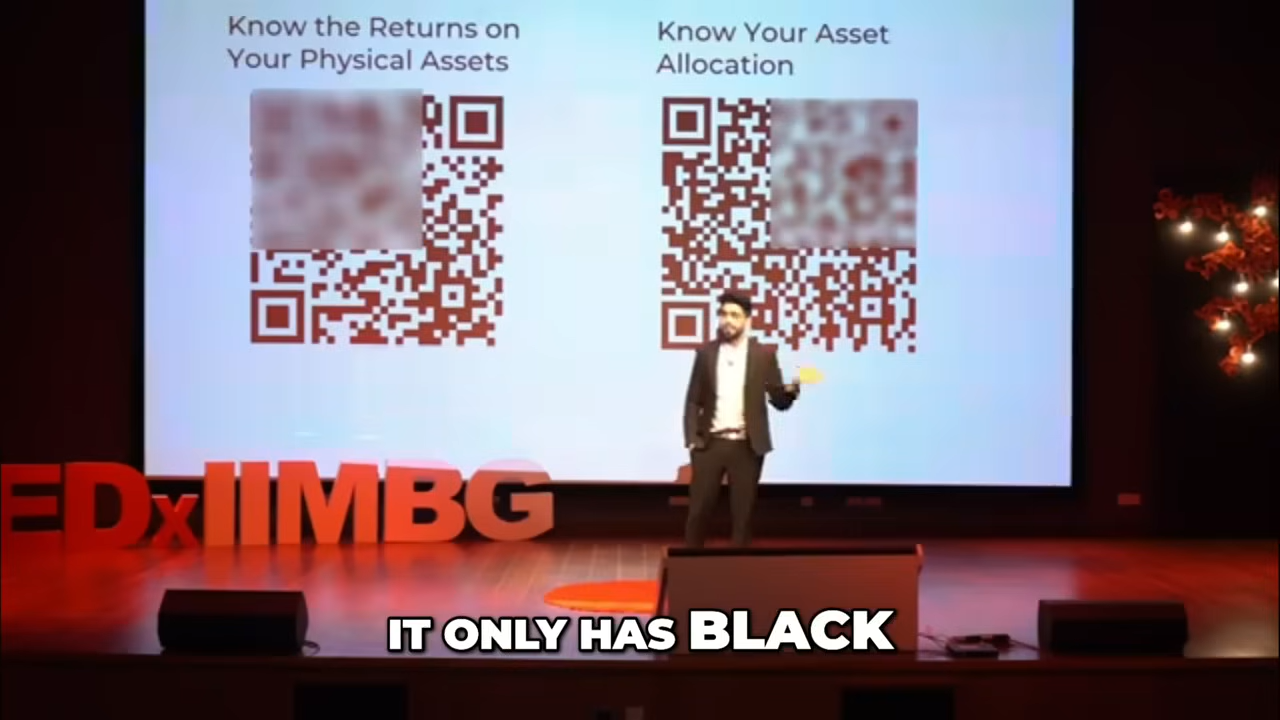 Know the Returns on
Your Physical Assets
Know Your Asset
Allocation
EDxIIMBG
IT ONLY HAS BLACK